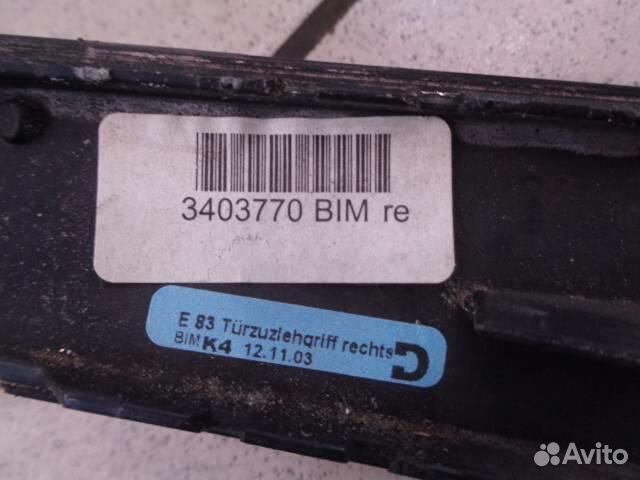 3403770 BIM re
E 83 Türzuziehgriff rechts
BIM K4 12.11.03
Avito